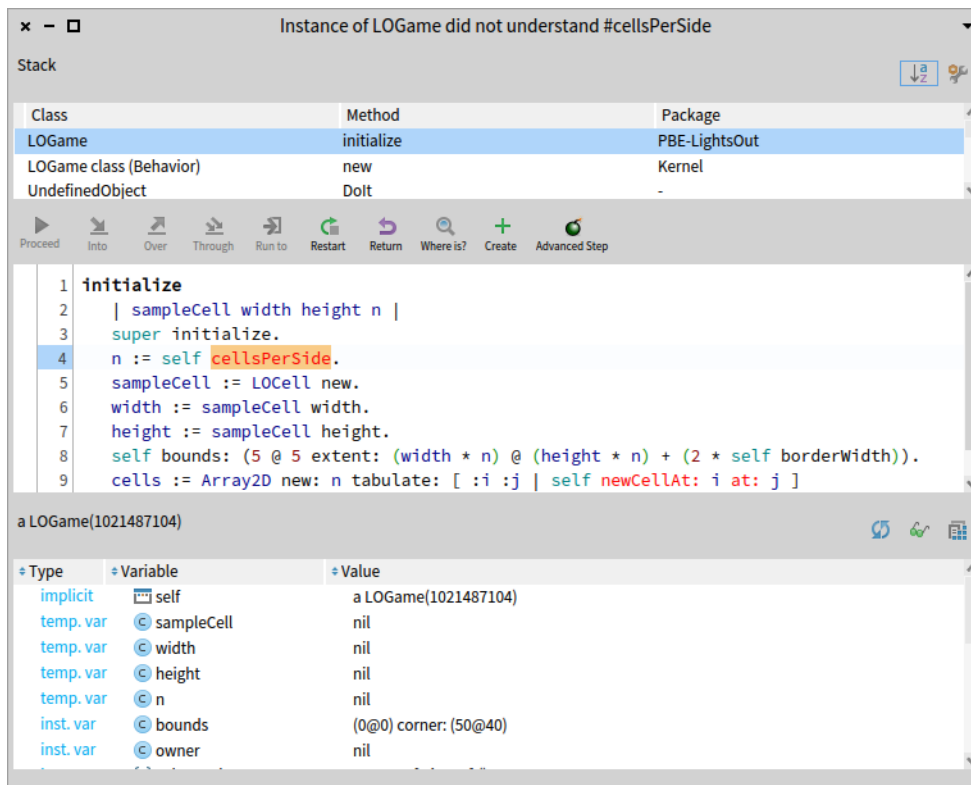 Instance of LOGame did not understand #cellsPerSide
Stack
Class Method Package
LOGame initialize PBE-LightsOut
LOGame class (Behavior) new Kernel
UndefinedObject DoIt -
Proceed Into Over Through Run to Restart Return Where is? Create Advanced Step
1 initialize
2 | sampleCell width height n |
3 super initialize.
4 n := self cellsPerSide.
5 sampleCell := LOCell new.
6 width := sampleCell width.
7 height := sampleCell height.
8 self bounds: (5 @ 5 extent: (width * n) @ (height * n) + (2 * self borderWidth)).
9 cells := Array2D new: n tabulate: [ :i :j | self newCellAt: i at: j ]
a LOGame(1021487104)
Type Variable Value
implicit self a LOGame(1021487104)
temp. var sampleCell nil
temp. var width nil
temp. var height nil
temp. var n nil
inst. var bounds (0@0) corner: (50@40)
inst. var owner nil